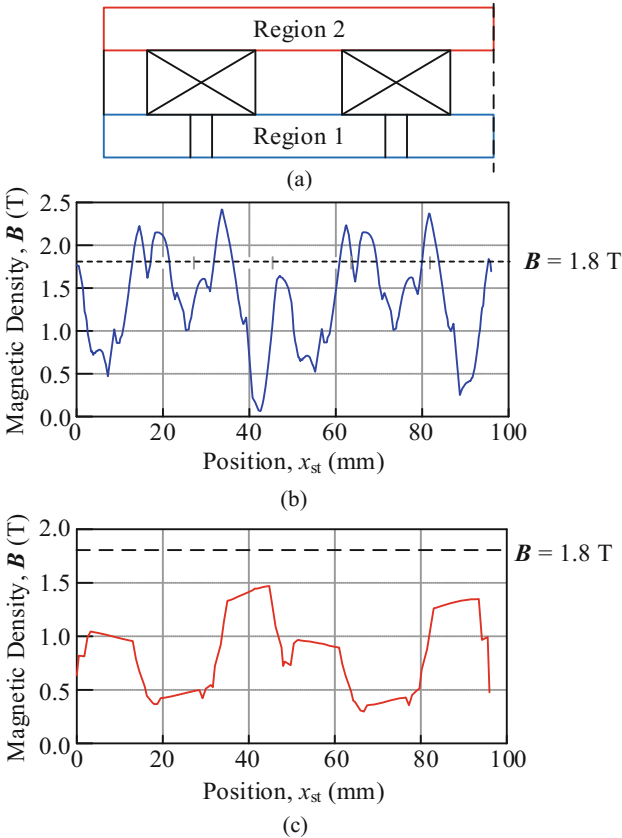 Region 2
Region 1
(a)
Magnetic Density, B (T)
2.5
2.0
1.5
1.0
0.5
0.0
B = 1.8 T
0 20 40 60 80 100
Position, xst (mm)
(b)
Magnetic Density, B (T)
2.0
1.5
1.0
0.5
0.0
B = 1.8 T
0 20 40 60 80 100
Position, xst (mm)
(c)